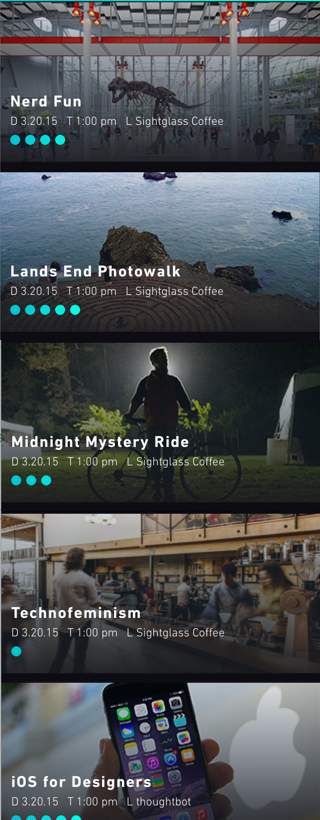 Nerd Fun
D 3.20.15 T 1:00 pm L Sightglass Coffee
Lands End Photowalk
D 3.20.15 T 1:00 pm L Sightglass Coffee
Midnight Mystery Ride
D 3.20.15 T 1:00 pm L Sightglass Coffee
Technofeminism
D 3.20.15 T 1:00 pm L Sightglass Coffee
iOS for Designers
D 3.20.15 T 1:00 pm L thoughtbot